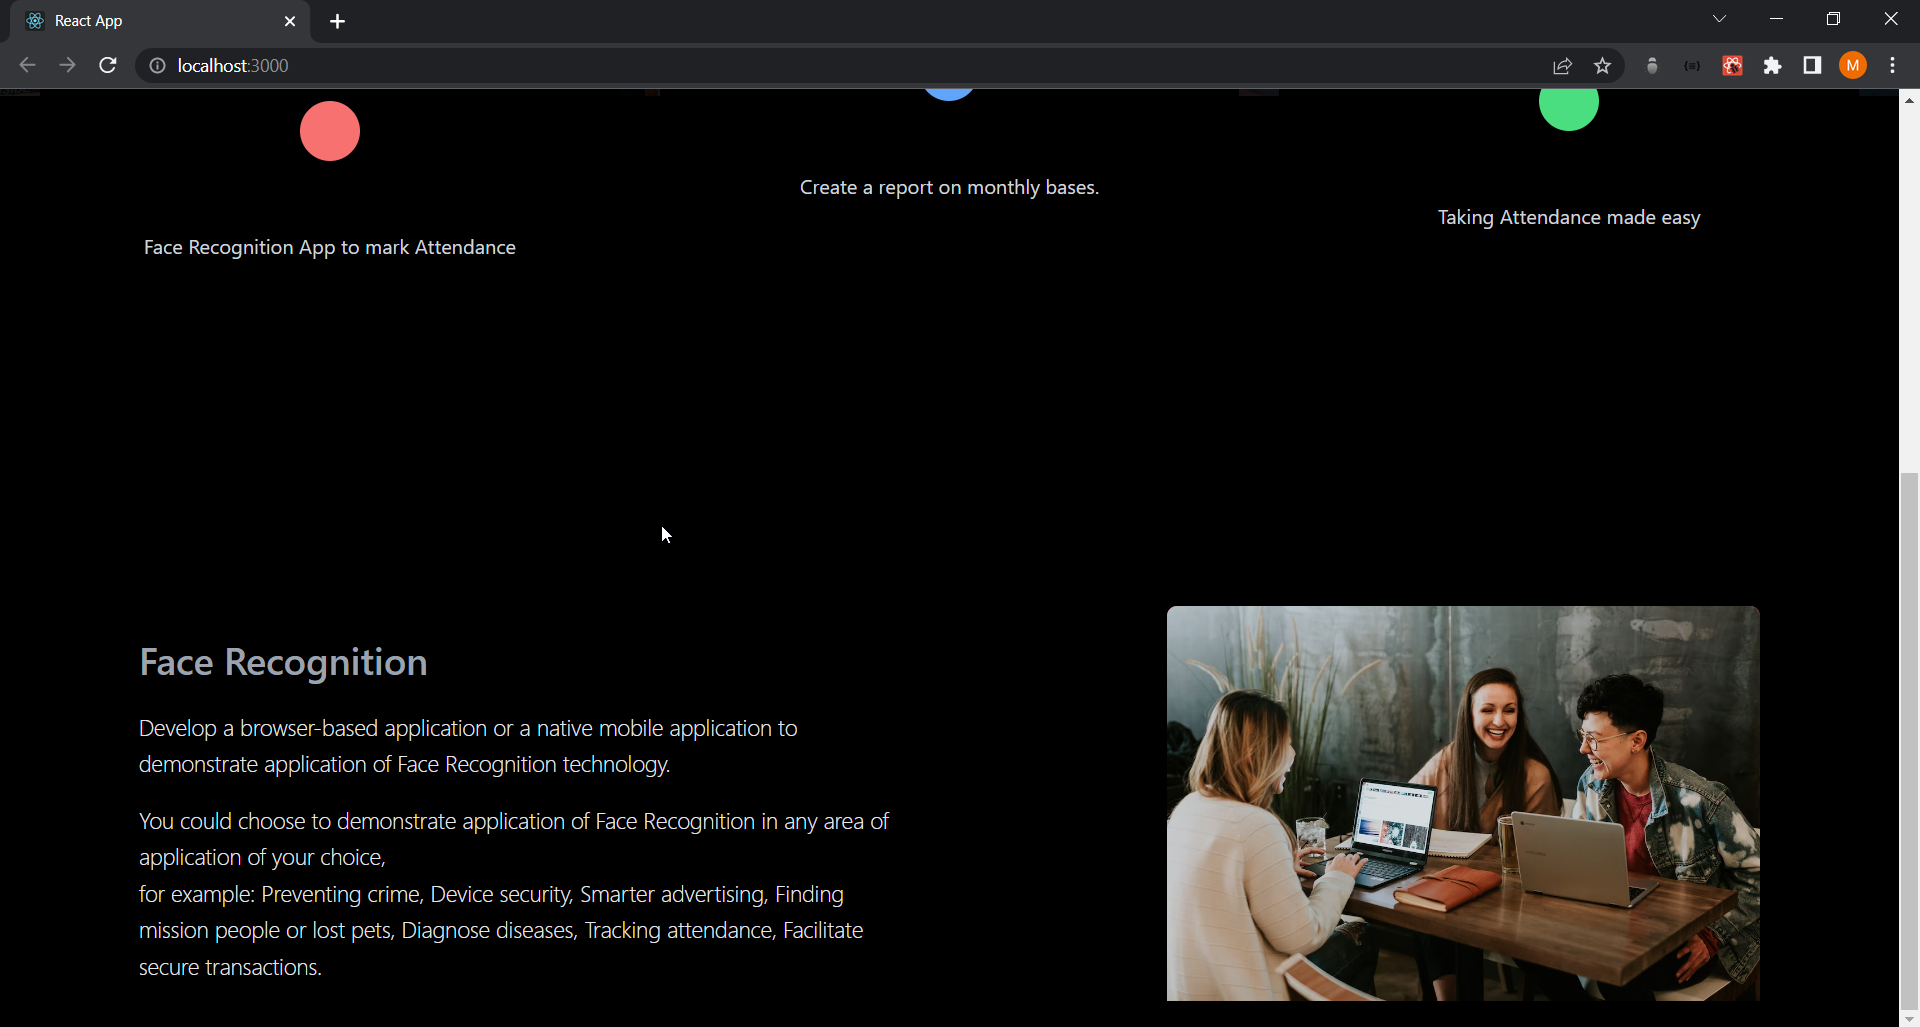 React App
localhost:3000
M
Create a report on monthly bases.
Taking Attendance made easy
Face Recognition App to mark Attendance
Face Recognition
Develop a browser-based application or a native mobile application to
demonstrate application of Face Recognition technology.
You could choose to demonstrate application of Face Recognition in any area of
application of your choice,
for example: Preventing crime, Device security, Smarter advertising, Finding
mission people or lost pets, Diagnose diseases, Tracking attendance, Facilitate
secure transactions.